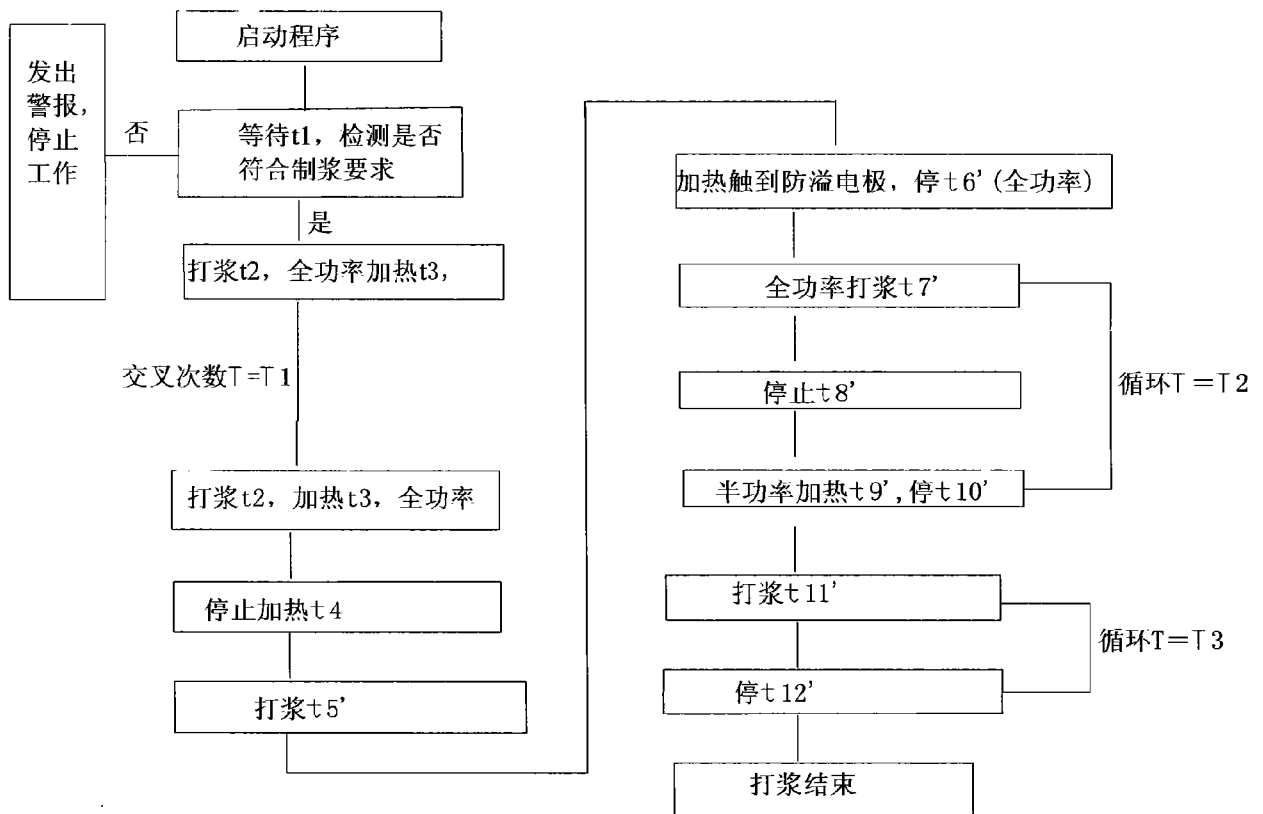 启动程序
发出
警报，
停止
工作
否
等待t1，检测是否
符合制浆要求
是
打浆t2，全功率加热t3，
交叉次数T=T1
打浆t2，加热t3，全功率
停止加热t4
打浆t5'
加热触到防溢电极，停t6'(全功率)
全功率打浆t7'
停止t8'
循环T=T2
半功率加热t9',停t10'
打浆t11'
循环T=T3
停t12'
打浆结束